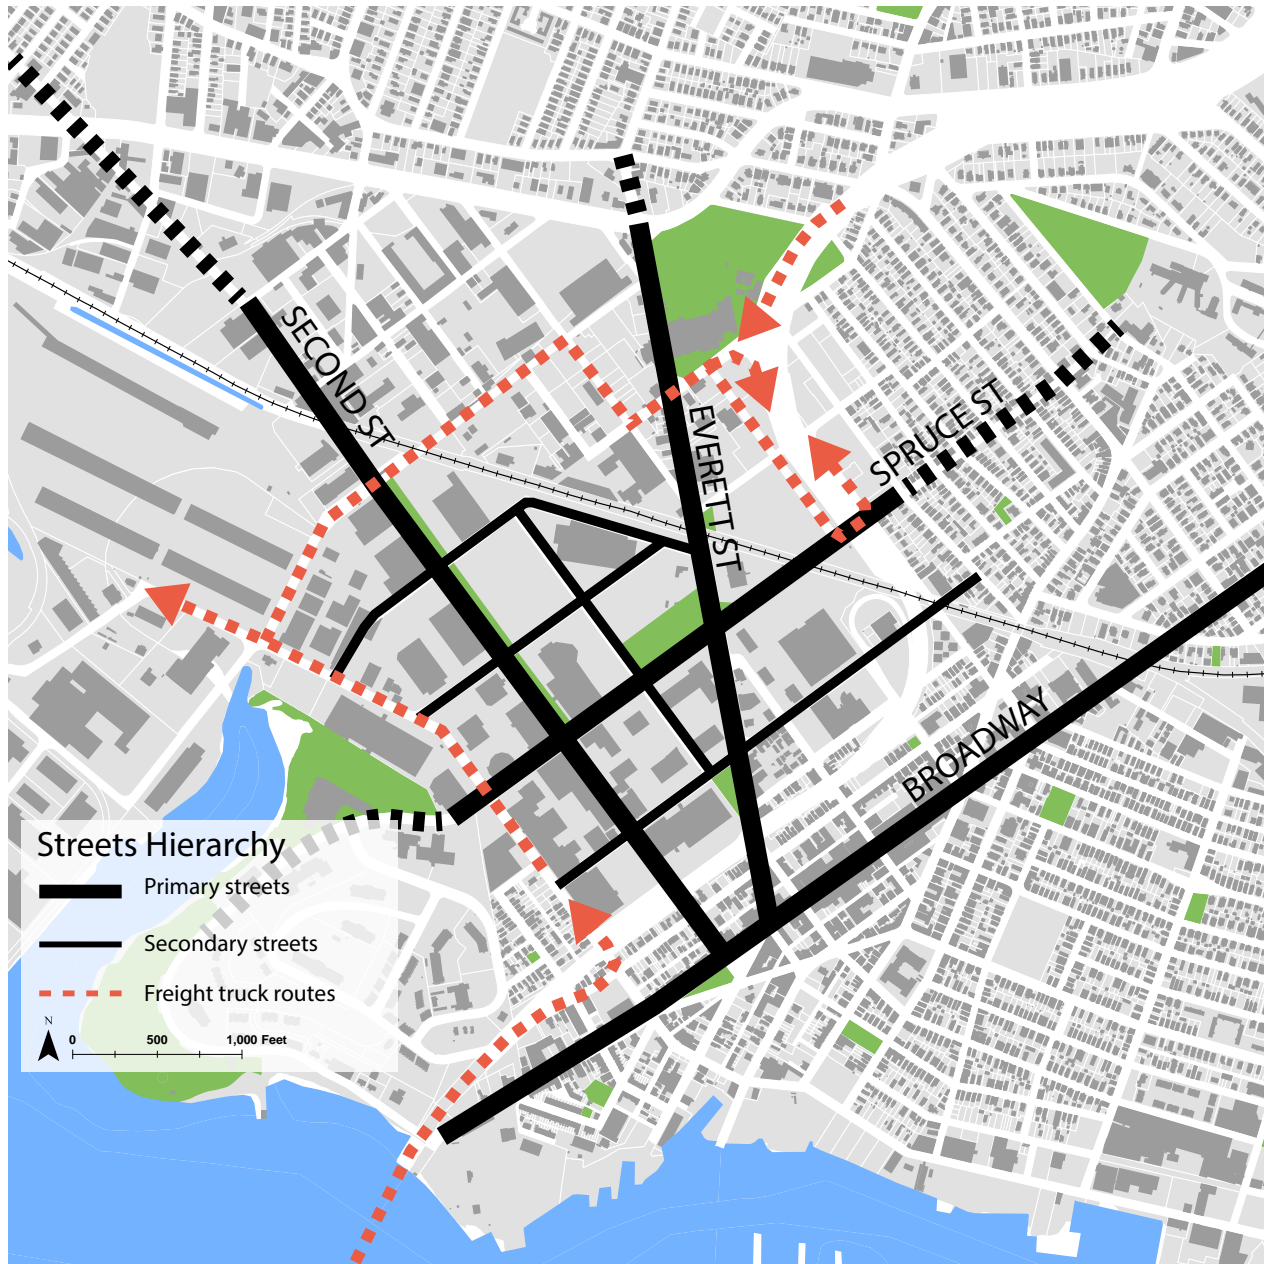 SECOND ST
EVERETT ST
SPRUCE ST
BROADWAY
Streets Hierarchy
Primary streets
Secondary streets
Freight truck routes
N
0 500 1,000 Feet